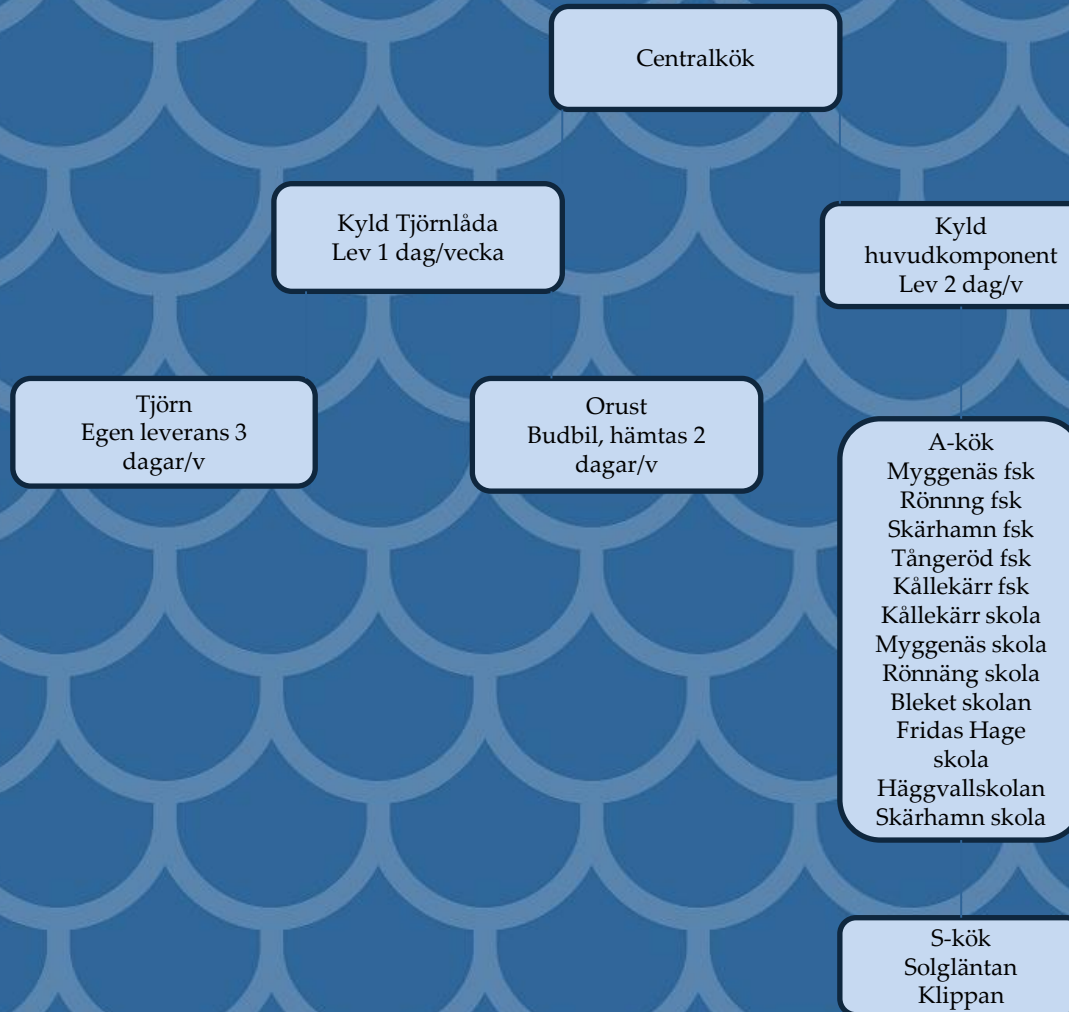 Centralkök
Kyld Tjörnlåda
Lev 1 dag/vecka
Kyld
huvudkomponent
Lev 2 dag/v
Tjörn
Egen leverans 3
dagar/v
Orust
Budbil, hämtas 2
dagar/v
A-kök
Myggenäs fsk
Rönnng fsk
Skärhamn fsk
Tångeröd fsk
Kållekärr fsk
Kållekärr skola
Myggenäs skola
Rönnäng skola
Bleket skolan
Fridas Hage
skola
Häggvallskolan
Skärhamn skola
S-kök
Solgläntan
Klippan